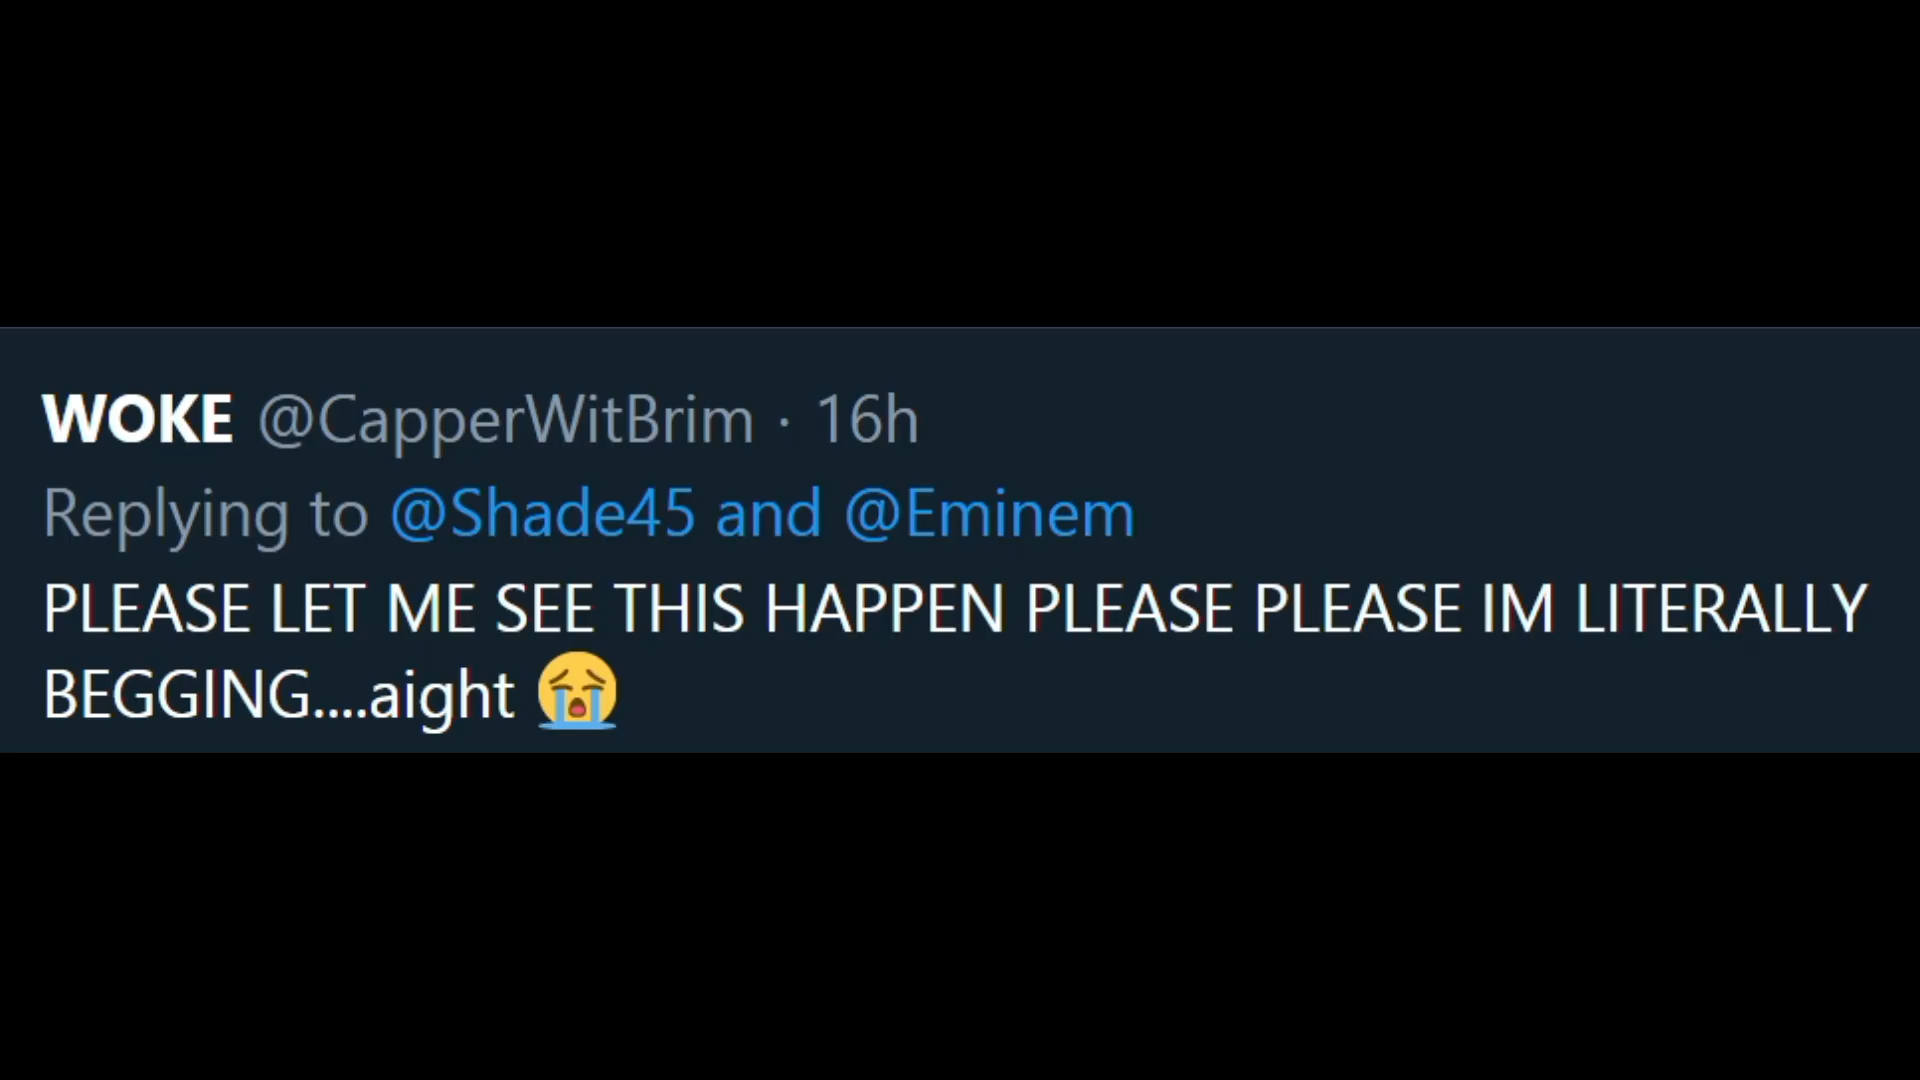 WOKE @CapperWitBrim · 16h
Replying to @Shade45 and @Eminem
PLEASE LET ME SEE THIS HAPPEN PLEASE PLEASE IM LITERALLY
BEGGING....aight 😭